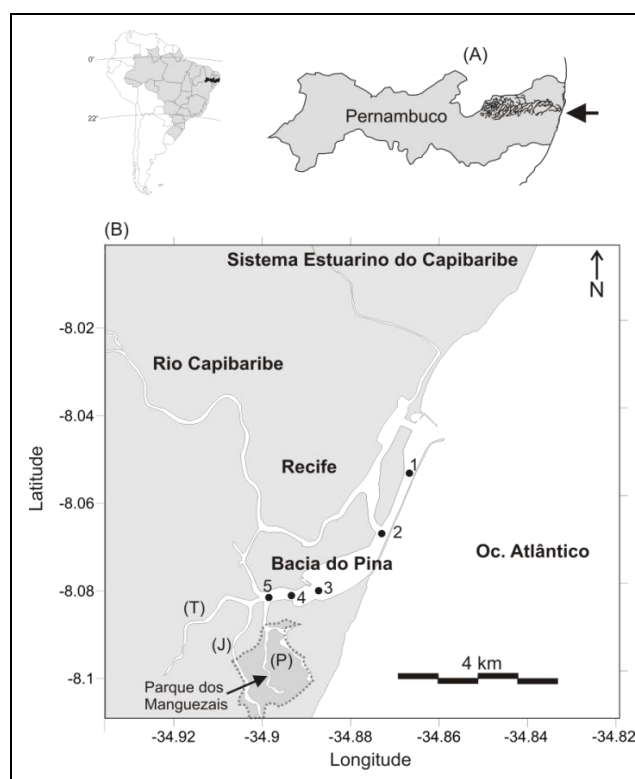 0'
22'
(A)
Pernambuco
(B)
Sistema Estuarino do Capibaribe
N
Rio Capibaribe
Recife
Bacia do Pina
Oc. Atlântico
1
2
3
4
5
(T)
(J)
(P)
Parque dos
Manguezais
4 km
Latitude
-8.02
-8.04
-8.06
-8.08
-8.1
-34.92
-34.9
-34.88
-34.86
-34.84
-34.82
Longitude